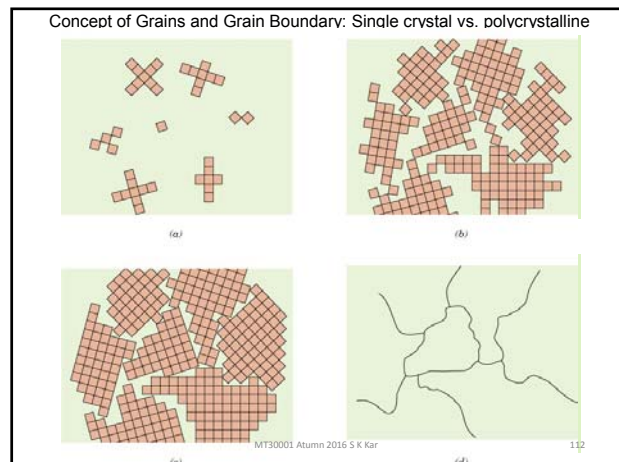 Concept of Grains and Grain Boundary: Single crystal vs. polycrystalline
(a)
(b)
MT30001 Atumn 2016 S K Kar
112
(c)
(d)